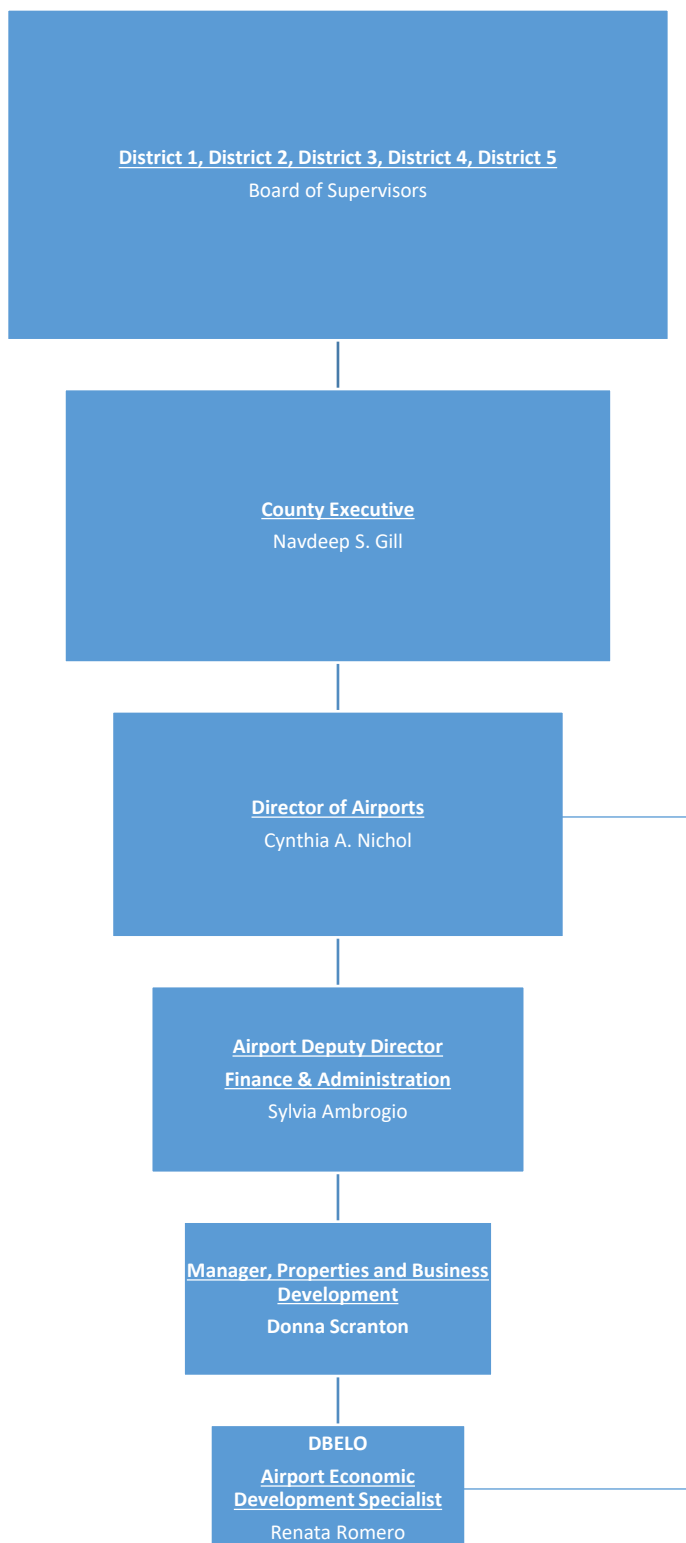 District 1, District 2, District 3, District 4, District 5
Board of Supervisors
County Executive
Navdeep S. Gill
Director of Airports
Cynthia A. Nichol
Airport Deputy Director
Finance & Administration
Sylvia Ambrogio
Manager, Properties and Business
Development
Donna Scranton
DBELO
Airport Economic
Development Specialist
Renata Romero